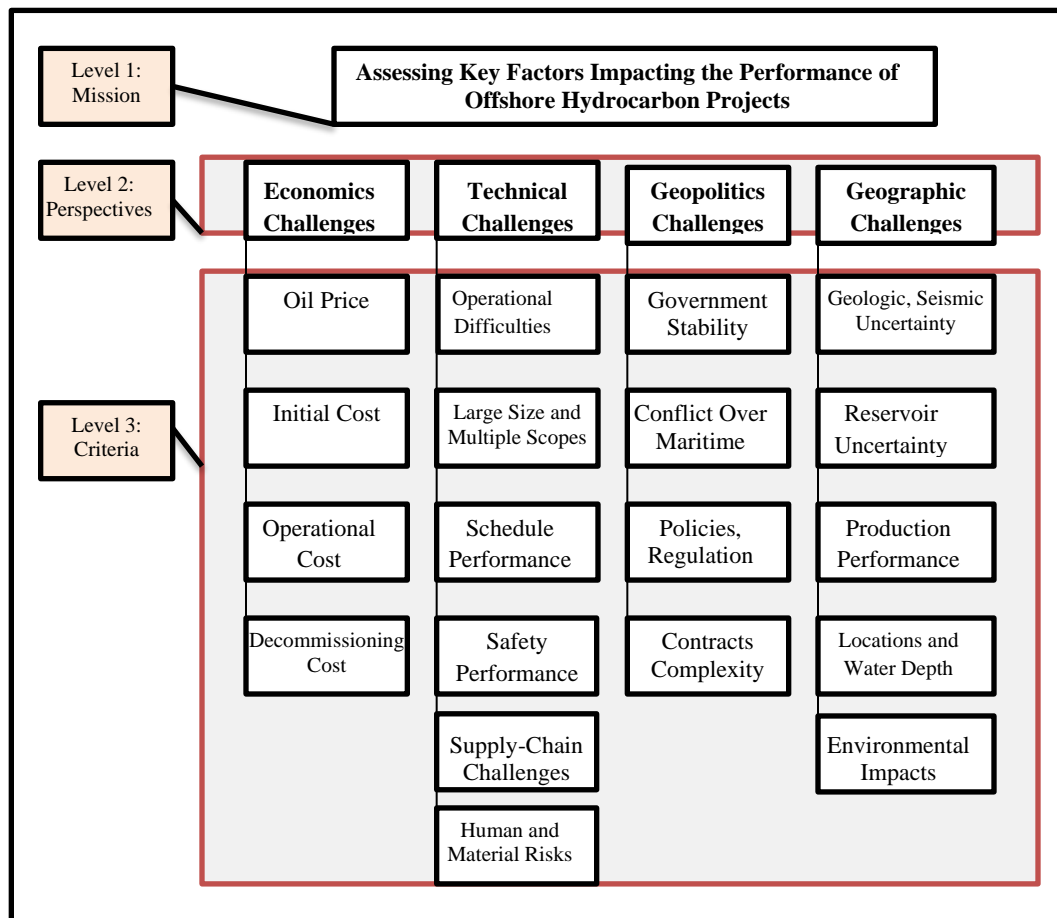 Level 1:
Mission
Assessing Key Factors Impacting the Performance of
Offshore Hydrocarbon Projects
Level 2:
Perspectives
Economics
Challenges
Technical
Challenges
Geopolitics
Challenges
Geographic
Challenges
Level 3:
Criteria
Oil Price
Initial Cost
Operational
Cost
Decommissioning
Cost
Operational
Difficulties
Large Size and
Multiple Scopes
Schedule
Performance
Safety
Performance
Supply-Chain
Challenges
Human and
Material Risks
Government
Stability
Conflict Over
Maritime
Policies,
Regulation
Contracts
Complexity
Geologic, Seismic
Uncertainty
Reservoir
Uncertainty
Production
Performance
Locations and
Water Depth
Environmental
Impacts